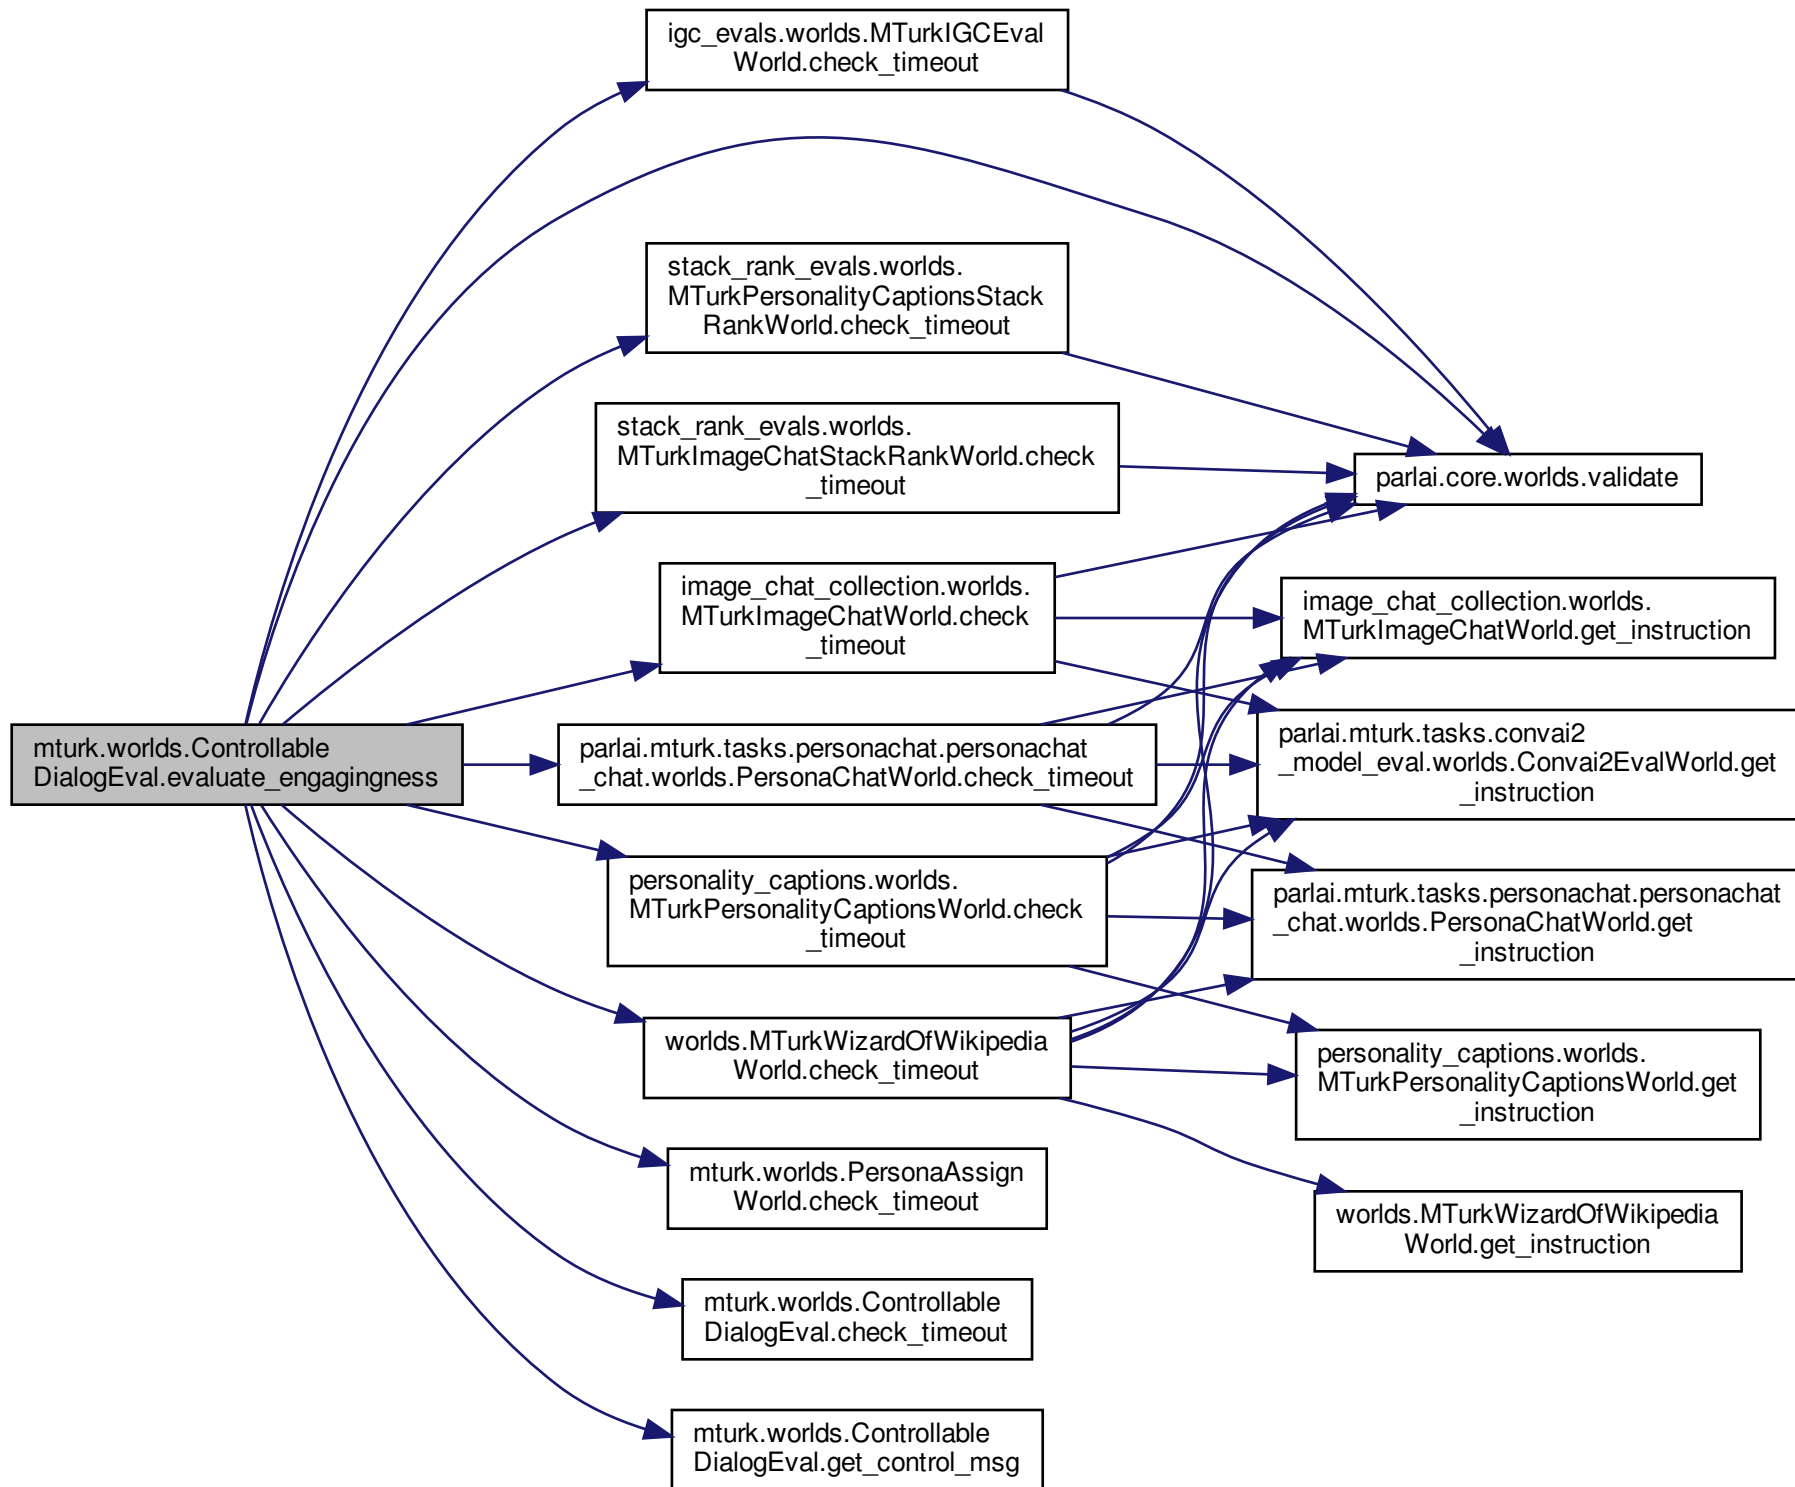 igc_evals.worlds.MTurkIGCEval
World.check_timeout
stack_rank_evals.worlds.
MTurkPersonalityCaptionsStack
RankWorld.check_timeout
stack_rank_evals.worlds.
MTurkImageChatStackRankWorld.check
_timeout
parlai.core.worlds.validate
image_chat_collection.worlds.
MTurkImageChatWorld.check
_timeout
image_chat_collection.worlds.
MTurkImageChatWorld.get_instruction
mturk.worlds.Controllable
DialogEval.evaluate_engagingness
parlai.mturk.tasks.personachat.personachat
_chat.worlds.PersonaChatWorld.check_timeout
parlai.mturk.tasks.convai2
_model_eval.worlds.Convai2EvalWorld.get
_instruction
personality_captions.worlds.
MTurkPersonalityCaptionsWorld.check
_timeout
parlai.mturk.tasks.personachat.personachat
_chat.worlds.PersonaChatWorld.get
_instruction
worlds.MTurkWizardOfWikipedia
World.check_timeout
personality_captions.worlds.
MTurkPersonalityCaptionsWorld.get
_instruction
mturk.worlds.PersonaAssign
World.check_timeout
worlds.MTurkWizardOfWikipedia
World.get_instruction
mturk.worlds.Controllable
DialogEval.check_timeout
mturk.worlds.Controllable
DialogEval.get_control_msg